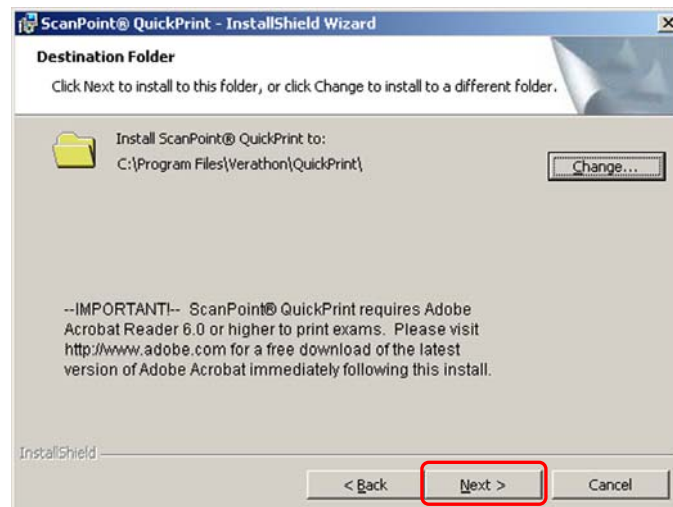 ScanPoint® QuickPrint - InstallShield Wizard
Destination Folder
Click Next to install to this folder, or click Change to install to a different folder.
Install ScanPoint® QuickPrint to:
C:\Program Files\Verathon\QuickPrint\
Change...
--IMPORTANT!-- ScanPoint® QuickPrint requires Adobe
Acrobat Reader 6.0 or higher to print exams. Please visit
http://www.adobe.com for a free download of the latest
version of Adobe Acrobat immediately following this install.
InstallShield
< Back Next > Cancel